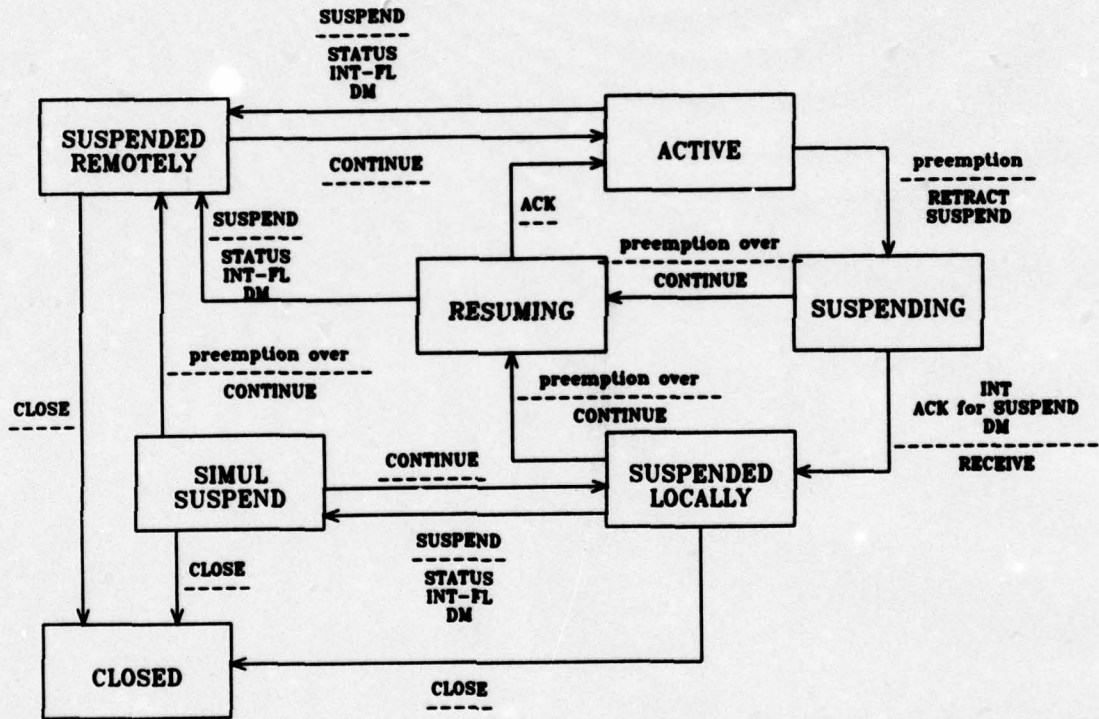 SUSPEND
STATUS
INT-FL
DM
SUSPENDED
REMOTELY
ACTIVE
CONTINUE
preemption
RETRACT
SUSPEND
ACK
SUSPEND
STATUS
INT-FL
DM
preemption over
CONTINUE
RESUMING
SUSPENDING
preemption over
CONTINUE
preemption over
CONTINUE
INT
ACK for SUSPEND
DM
RECEIVE
CLOSE
SIMUL
SUSPEND
CONTINUE
SUSPENDED
LOCALLY
SUSPEND
STATUS
INT-FL
DM
CLOSE
CLOSED
CLOSE